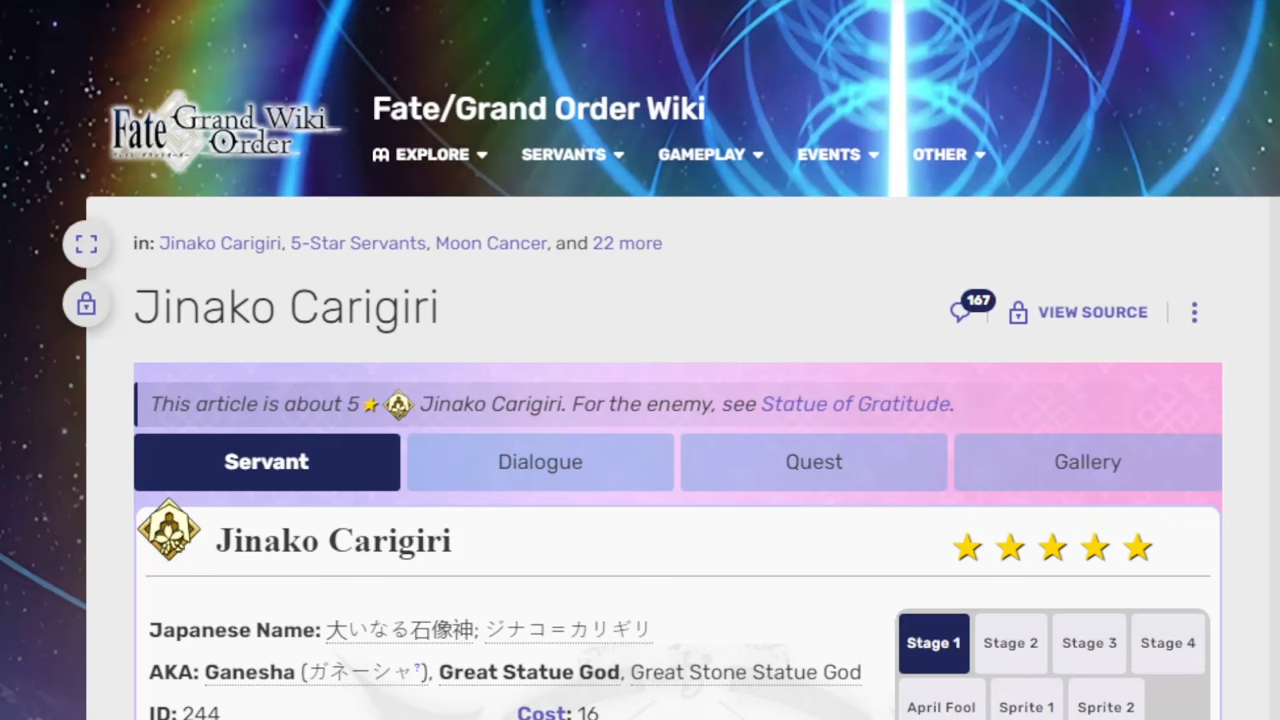 Fate Grand Wiki
Order
Fate/Grand Order Wiki
EXPLORE SERVANTS GAMEPLAY EVENTS OTHER
in: Jinako Carigiri, 5-Star Servants, Moon Cancer, and 22 more
Jinako Carigiri
167
VIEW SOURCE
This article is about 5 Jinako Carigiri. For the enemy, see Statue of Gratitude.
Servant Dialogue Quest Gallery
Jinako Carigiri
Japanese Name: 大いなる石像神; ジナコ=カリギリ
AKA: Ganesha (ガネーシャ?), Great Statue God, Great Stone Statue God
ID: 244 Cost: 16
Stage 1 Stage 2 Stage 3 Stage 4
April Fool Sprite 1 Sprite 2